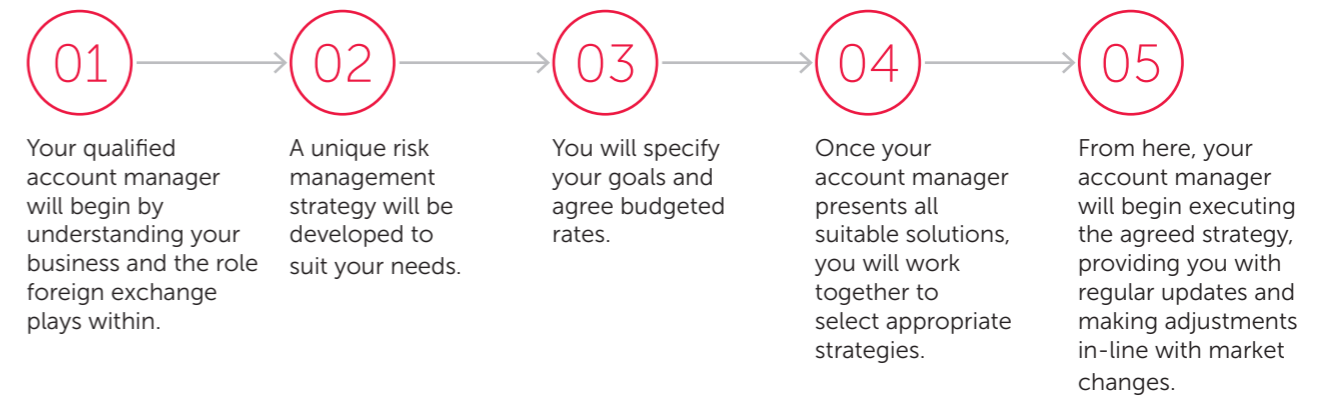 01
02
03
04
05
Your qualified
account manager
will begin by
understanding your
business and the role
foreign exchange
plays within.
A unique risk
management
strategy will be
developed to
suit your needs.
You will specify
your goals and
agree budgeted
rates.
Once your
account manager
presents all
suitable solutions,
you will work
together to
select appropriate
strategies.
From here, your
account manager
will begin executing
the agreed strategy,
providing you with
regular updates and
making adjustments
in-line with market
changes.